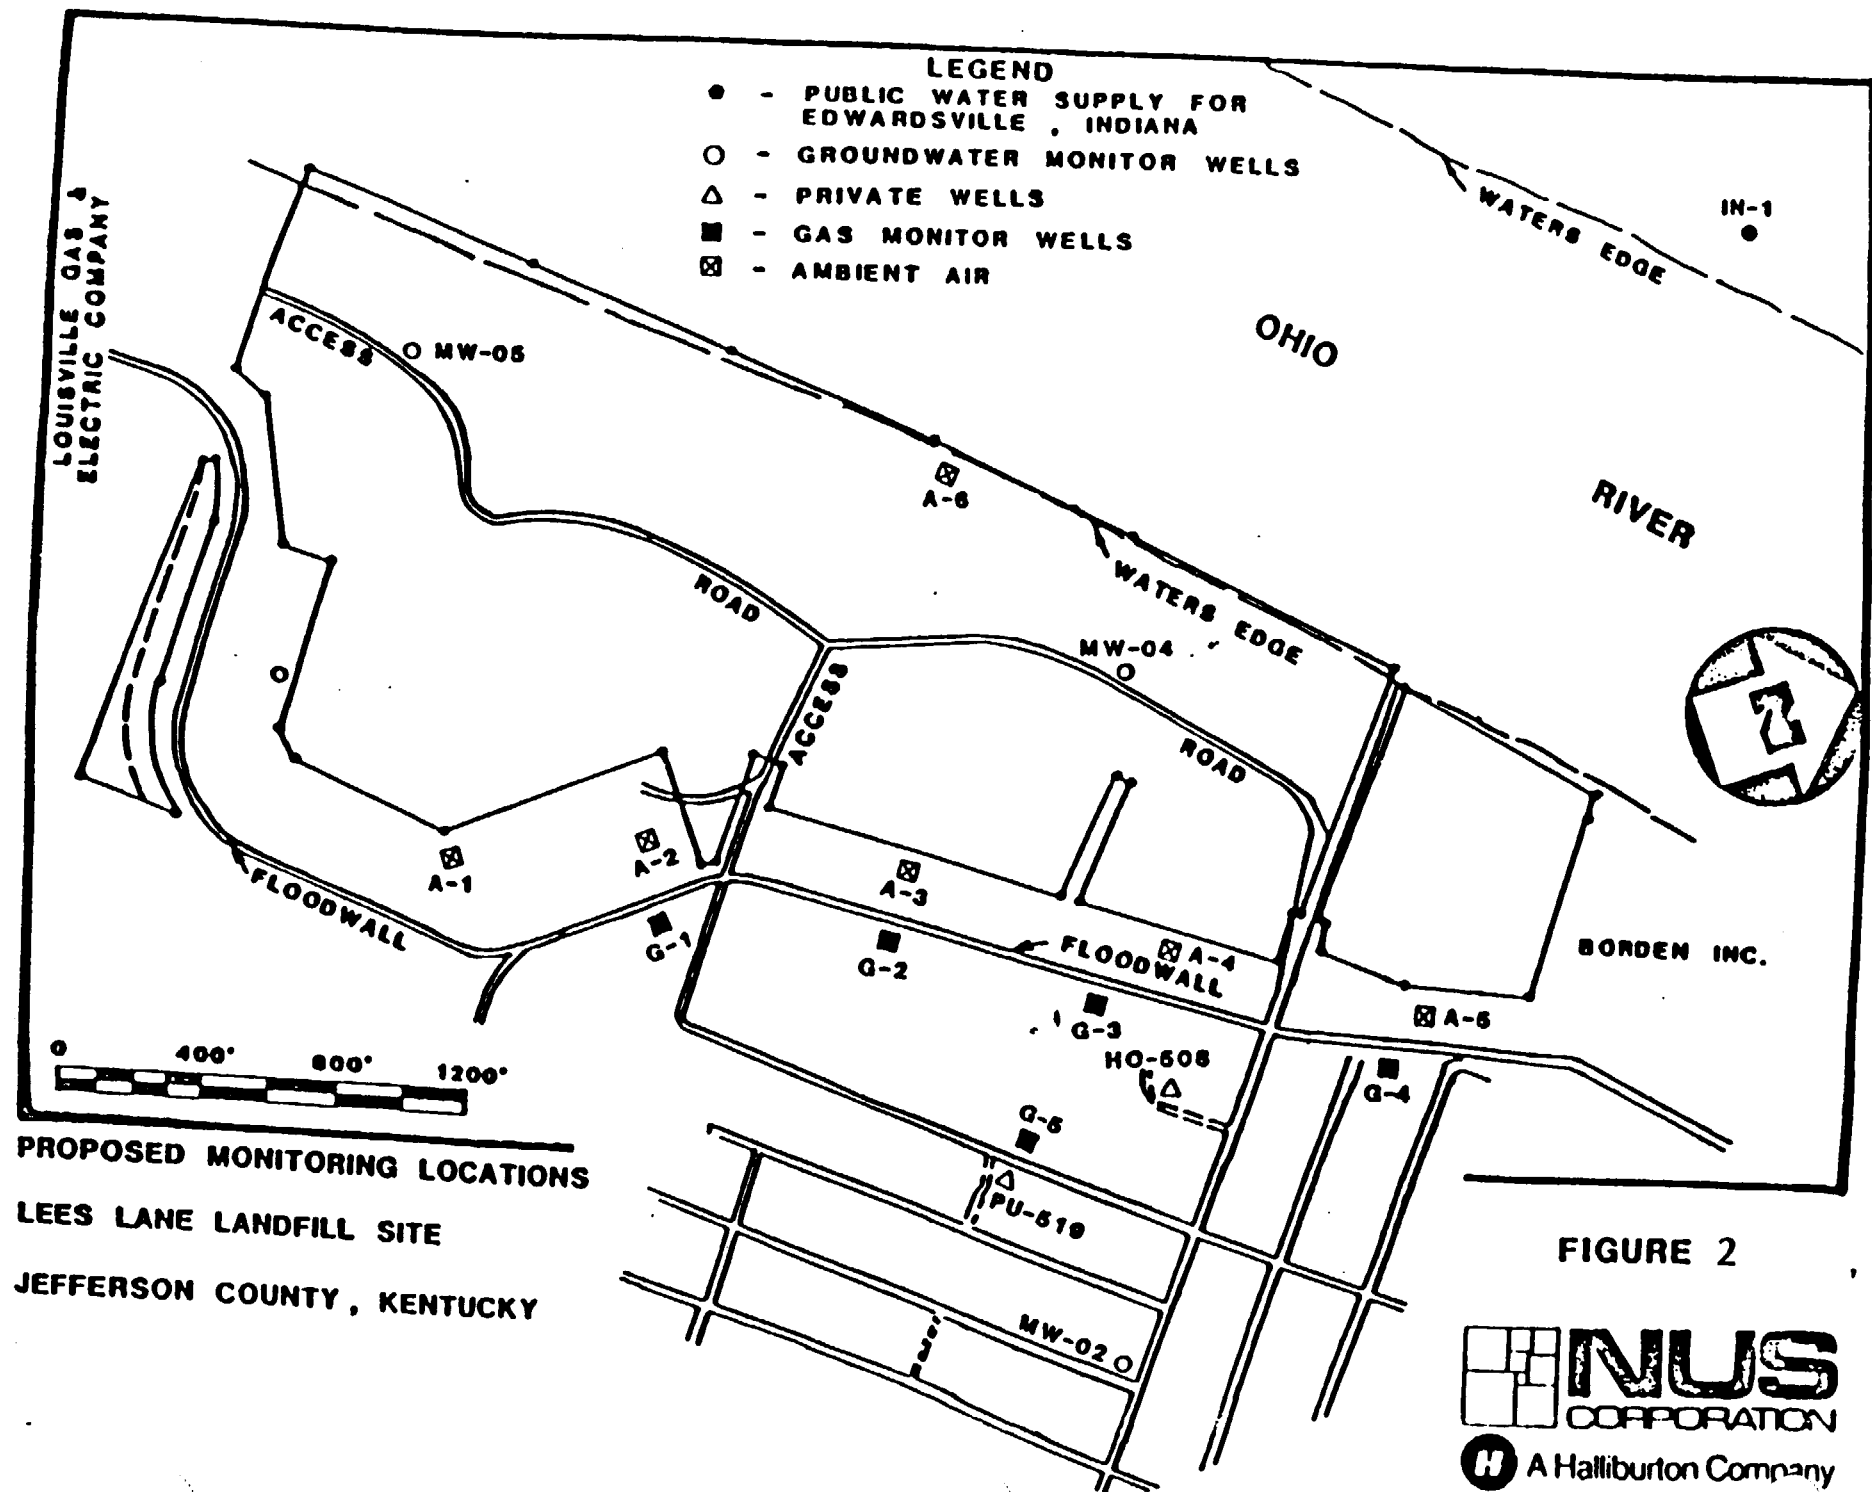 LEGEND
● - PUBLIC WATER SUPPLY FOR
EDWARDSVILLE , INDIANA
○ - GROUNDWATER MONITOR WELLS
△ - PRIVATE WELLS
■ - GAS MONITOR WELLS
⊠ - AMBIENT AIR
LOUISVILLE GAS &
ELECTRIC COMPANY
WATERS EDGE
IN-1
OHIO
RIVER
ACCESS
MW-05
A-6
ROAD
WATERS EDGE
MW-04
ACCESS
ROAD
N
A-1
A-2
A-3
A-4
FLOODWALL
G-1
G-2
FLOODWALL
BORDEN INC.
A-5
G-3
HO-508
G-4
G-5
PU-519
MW-02
0 400' 800' 1200'
PROPOSED MONITORING LOCATIONS
LEES LANE LANDFILL SITE
JEFFERSON COUNTY, KENTUCKY
FIGURE 2
NUS
CORPORATION
H A Halliburton Company